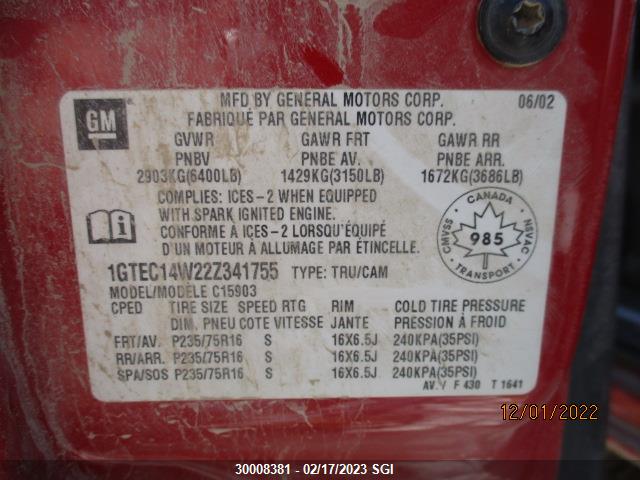 GM
MFD BY GENERAL MOTORS CORP. 06/02
FABRIQUÉ PAR GENERAL MOTORS CORP.
GVWR GAWR FRT GAWR RR
PNBV PNBE AV. PNBE ARR.
2903KG(6400LB) 1429KG(3150LB) 1672KG(3686LB)
COMPLIES: ICES-2 WHEN EQUIPPED
WITH SPARK IGNITED ENGINE.
CONFORME A ICES-2 LORSQU'ÉQUIPÉ
D'UN MOTEUR À ALLUMAGE PAR ÉTINCELLE.
CANADA
CMVSS 985 NSVAC
TRANSPORT
1GTEC14W22Z341755 TYPE: TRU/CAM
MODEL/MODÈLE C15903
CPED TIRE SIZE SPEED RTG RIM COLD TIRE PRESSURE
DIM. PNEU COTE VITESSE JANTE PRESSION À FROID
FRT/AV. P235/75R16 S 16X6.5J 240KPA(35PSI)
RR/ARR. P235/75R16 S 16X6.5J 240KPA(35PSI)
SPA/SOS P235/75R16 S 16X6.5J 240KPA(35PSI)
AV. / F 430 T 1641
12/01/2022
30008381 - 02/17/2023 SGI